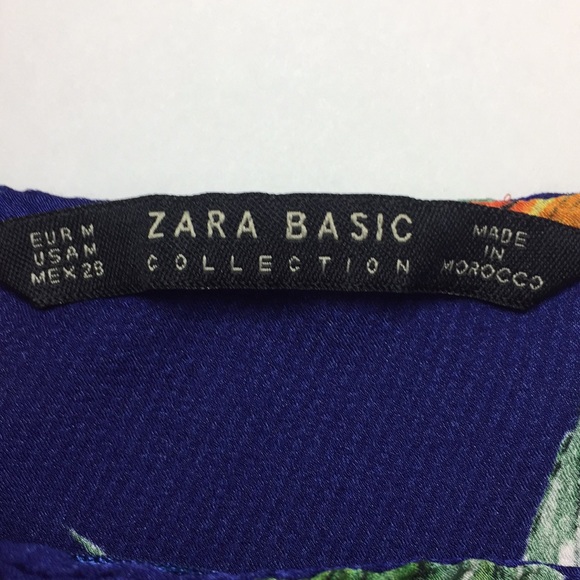 EUR M
USA M
MEX 28
ZARA BASIC
COLLECTION
MADE
IN
MOROCCO